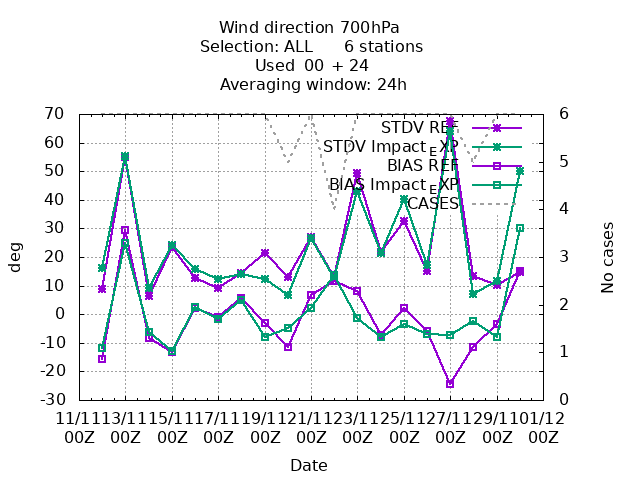 Wind direction 700hPa
Selection: ALL 6 stations
Used 00 + 24
Averaging window: 24h
STDV REF
STDV Impact_EXP
BIAS REF
BIAS Impact_EXP
CASES
70
60
50
40
30
20
10
0
-10
-20
-30
6
5
4
3
2
1
0
deg
No cases
11/11 13/11 15/11 17/11 19/11 21/11 23/11 25/11 27/11 29/11 01/12
00Z 00Z 00Z 00Z 00Z 00Z 00Z 00Z 00Z 00Z 00Z
Date